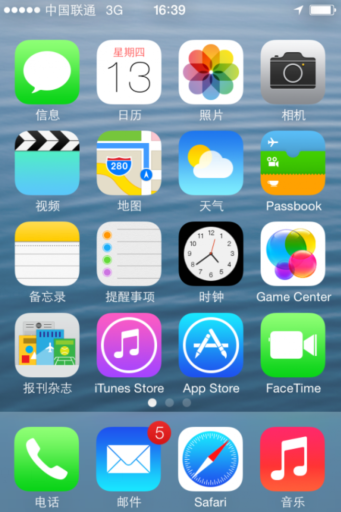 中国联通 3G 16:39
星期四
13
280
12
信息 日历 照片 相机
视频 地图 天气 Passbook
备忘录 提醒事项 时钟 Game Center
报刊杂志 iTunes Store App Store FaceTime
5
电话 邮件 Safari 音乐